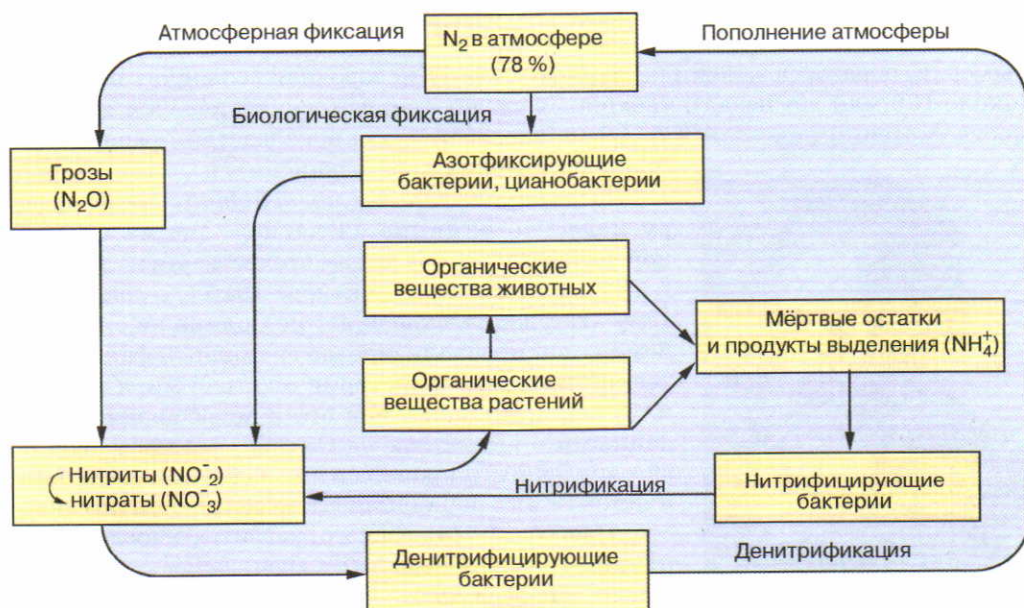 Атмосферная фиксация
N₂ в атмосфере
(78 %)
Пополнение атмосферы
Биологическая фиксация
Грозы
(N₂O)
Азотфиксирующие
бактерии, цианобактерии
Органические
вещества животных
Мёртвые остатки
и продукты выделения (NH₄⁺)
Органические
вещества растений
Нитриты (NO⁻₂)
нитраты (NO⁻₃)
Нитрификация
Нитрифицирующие
бактерии
Денитрифицирующие
бактерии
Денитрификация